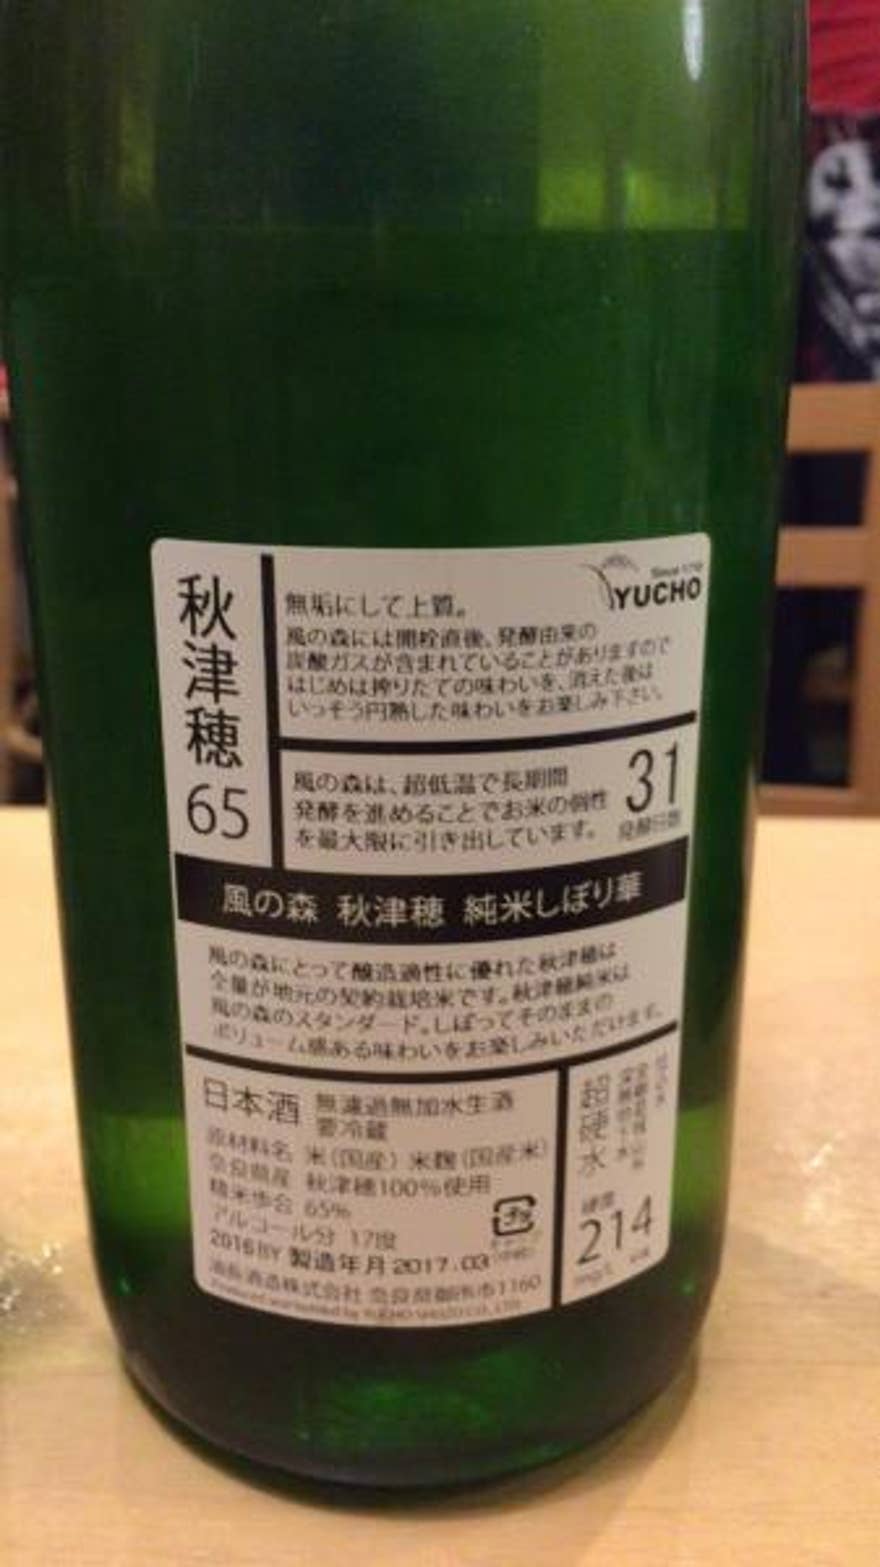 秋津穂
65
Since 1719
YUCHO
無垢にして上質。
風の森には開栓直後、発酵由来の
炭酸ガスが含まれていることがありますので
はじめは搾りたての味わいを、消えた後は
いっそう円熟した味わいをお楽しみ下さい。
風の森は、超低温で長期間
発酵を進めることでお米の個性
を最大限に引き出しています。
31
発酵日数
風の森 秋津穂 純米しぼり華
風の森にとって醸造適性に優れた秋津穂は
全量が地元の契約栽培米です。秋津穂純米は
風の森のスタンダード。しぼってそのままの
ボリューム感ある味わいをお楽しみいただけます。
日本酒 無濾過無加水生酒
要冷蔵
原材料名 米(国産) 米麹(国産米)
奈良県産 秋津穂100%使用
精米歩合 65%
アルコール分 17度
2016BY 製造年月 2017.03
油長酒造株式会社 奈良県御所市1160
Produced and bottled by YUCHO SHUZO CO., LTD.
超硬水
硬度
214
mg/L